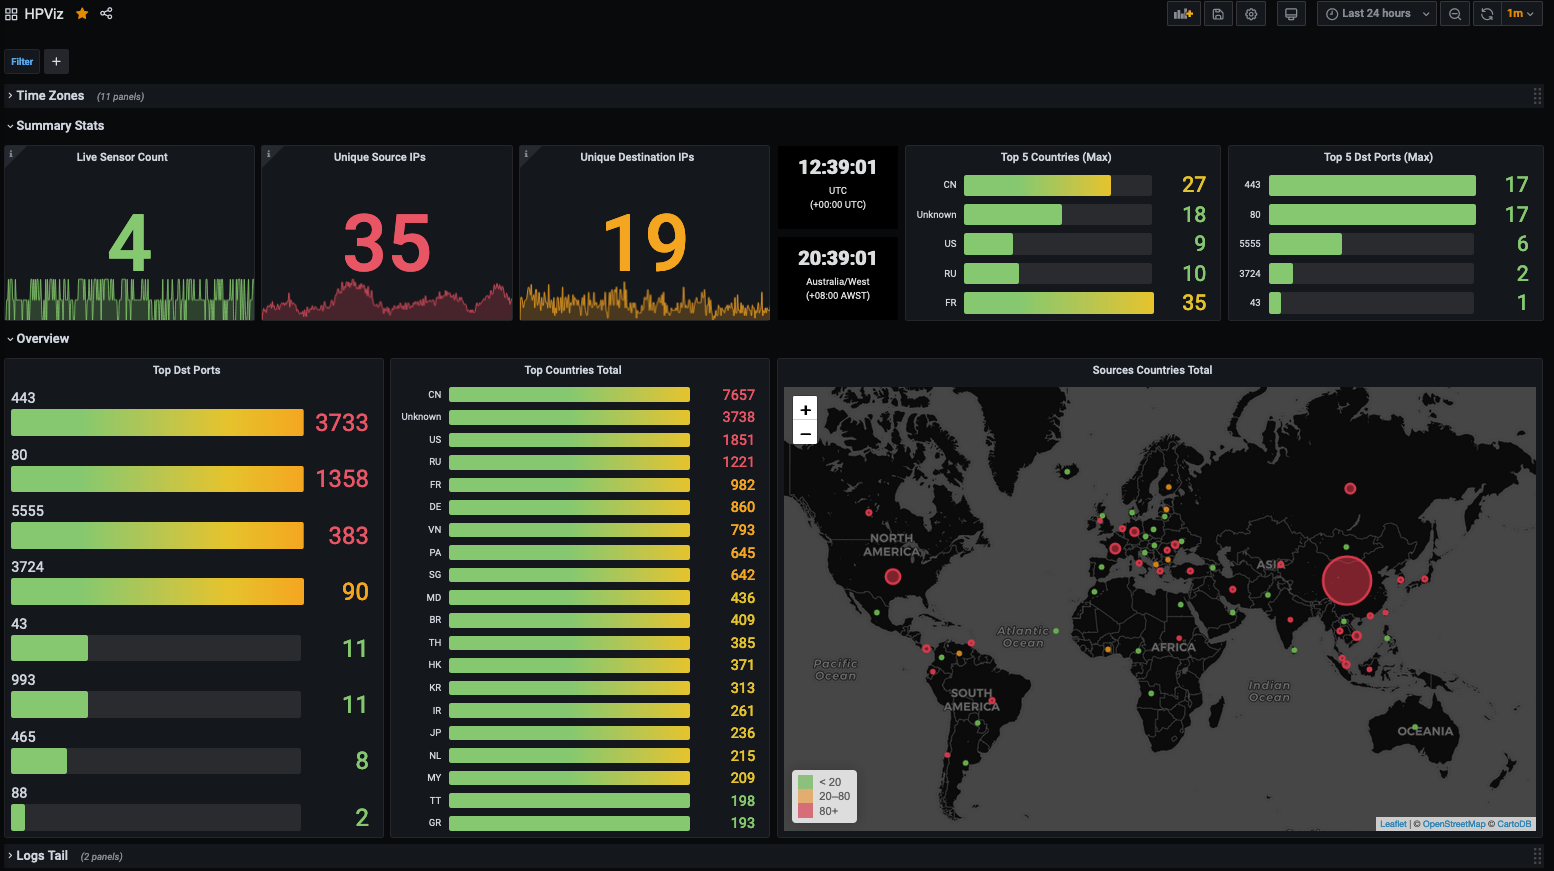 HPViz
Last 24 hours
1m
Filter
+
Time Zones (11 panels)
Summary Stats
Live Sensor Count
4
Unique Source IPs
35
Unique Destination IPs
19
12:39:01
UTC
(+00:00 UTC)
20:39:01
Australia/West
(+08:00 AWST)
Top 5 Countries (Max)
CN 27
Unknown 18
US 9
RU 10
FR 35
Top 5 Dst Ports (Max)
443 17
80 17
5555 6
3724 2
43 1
Overview
Top Dst Ports
443
3733
80
1358
5555
383
3724
90
43
11
993
11
465
8
88
2
Top Countries Total
CN 7657
Unknown 3738
US 1851
RU 1221
FR 982
DE 860
VN 793
PA 645
SG 642
MD 436
BR 409
TH 385
HK 371
KR 313
IR 261
JP 236
NL 215
MY 209
TT 198
GR 193
Sources Countries Total
+
−
NORTH
AMERICA
ASIA
Atlantic
Ocean
AFRICA
Pacific
Ocean
SOUTH
AMERICA
Indian
Ocean
OCEANIA
< 20
20–80
80+
Leaflet | © OpenStreetMap © CartoDB
Logs Tail (2 panels)